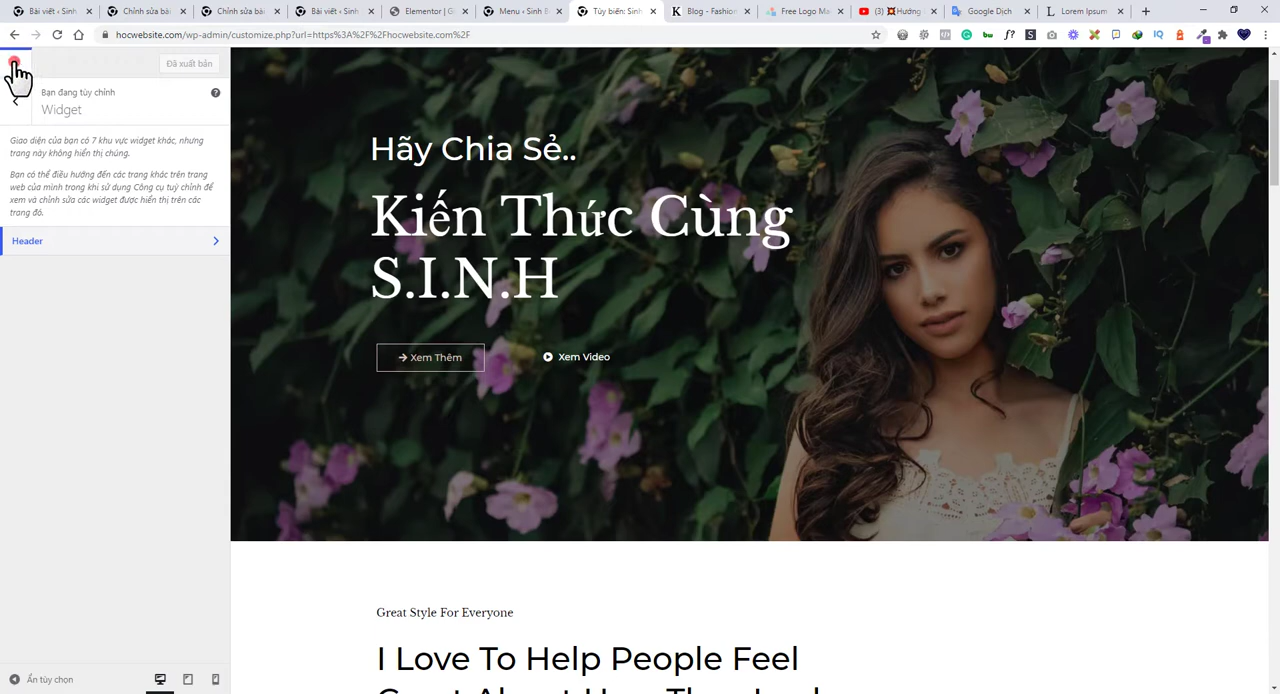 Bài viết ‹ Sinh
Chỉnh sửa bài
Chỉnh sửa bài
Bài viết ‹ Sinh
Elementor | G
Menu ‹ Sinh B
Tùy biến: Sinh
Blog - Fashion
Free Logo Ma
(3) 💥Hướng
Google Dịch
Lorem Ipsum
hocwebsite.com/wp-admin/customize.php?url=https%3A%2F%2Fhocwebsite.com%2F
Đã xuất bản
Bạn đang tùy chỉnh
Widget
Giao diện của bạn có 7 khu vực widget khác, nhưng
trang này không hiển thị chúng.
Bạn có thể điều hướng đến các trang khác trên trang
web của mình trong khi sử dụng Công cụ tuỳ chỉnh để
xem và chỉnh sửa các widget được hiển thị trên các
trang đó.
Header
Ẩn tùy chọn
Hãy Chia Sẻ..
Kiến Thức Cùng
S.I.N.H
Xem Thêm
Xem Video
Great Style For Everyone
I Love To Help People Feel